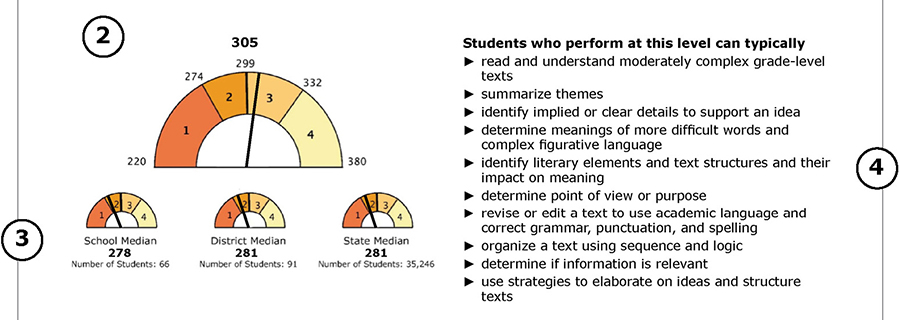 2
305
299
274
332
2
3
1
4
220
380
1 2 3 4
1 2 3 4
1 2 3 4
School Median
278
Number of Students: 66
District Median
281
Number of Students: 91
State Median
281
Number of Students: 35,246
3
Students who perform at this level can typically
► read and understand moderately complex grade-level
texts
► summarize themes
► identify implied or clear details to support an idea
► determine meanings of more difficult words and
complex figurative language
► identify literary elements and text structures and their
impact on meaning
► determine point of view or purpose
► revise or edit a text to use academic language and
correct grammar, punctuation, and spelling
► organize a text using sequence and logic
► determine if information is relevant
► use strategies to elaborate on ideas and structure
texts
4